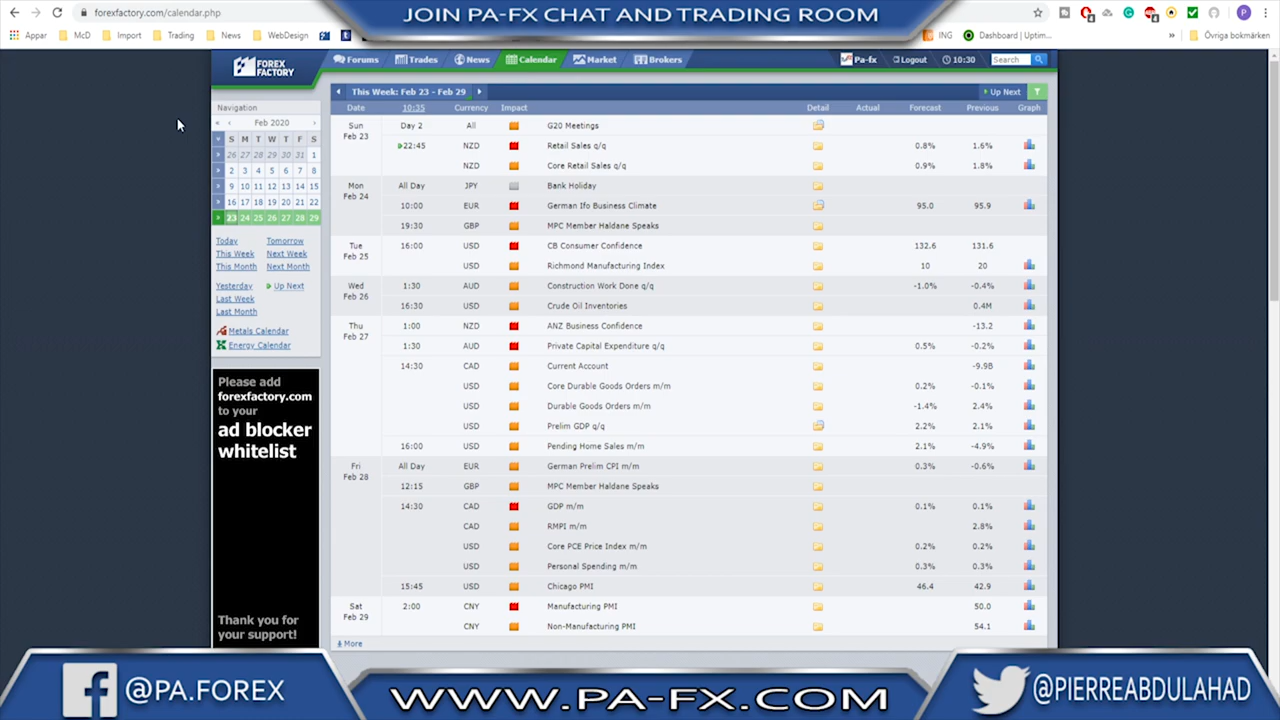 forexfactory.com/calendar.php
JOIN PA-FX CHAT AND TRADING ROOM
Appar McD Import Trading News WebDesign ING Dashboard | Uptim... » Övriga bokmärken
FOREX FACTORY
Forums Trades News Calendar Market Brokers Pa-fx Logout 10:30 Search
Navigation
« ‹ Feb 2020 ›
S M T W T F S
26 27 28 29 30 31 1
2 3 4 5 6 7 8
9 10 11 12 13 14 15
16 17 18 19 20 21 22
23 24 25 26 27 28 29
Today Tomorrow
This Week Next Week
This Month Next Month
Yesterday Up Next
Last Week
Last Month
Metals Calendar
Energy Calendar
Please add
forexfactory.com
to your
ad blocker
whitelist
Thank you for
your support!
This Week: Feb 23 - Feb 29 Up Next
Date 10:35 Currency Impact Detail Actual Forecast Previous Graph
Sun Feb 23 Day 2 All G20 Meetings
22:45 NZD Retail Sales q/q 0.8% 1.6%
NZD Core Retail Sales q/q 0.9% 1.8%
Mon Feb 24 All Day JPY Bank Holiday
10:00 EUR German Ifo Business Climate 95.0 95.9
19:30 GBP MPC Member Haldane Speaks
Tue Feb 25 16:00 USD CB Consumer Confidence 132.6 131.6
USD Richmond Manufacturing Index 10 20
Wed Feb 26 1:30 AUD Construction Work Done q/q -1.0% -0.4%
16:30 USD Crude Oil Inventories 0.4M
Thu Feb 27 1:00 NZD ANZ Business Confidence -13.2
1:30 AUD Private Capital Expenditure q/q 0.5% -0.2%
14:30 CAD Current Account -9.9B
USD Core Durable Goods Orders m/m 0.2% -0.1%
USD Durable Goods Orders m/m -1.4% 2.4%
USD Prelim GDP q/q 2.2% 2.1%
16:00 USD Pending Home Sales m/m 2.1% -4.9%
Fri Feb 28 All Day EUR German Prelim CPI m/m 0.3% -0.6%
12:15 GBP MPC Member Haldane Speaks
14:30 CAD GDP m/m 0.1% 0.1%
CAD RMPI m/m 2.8%
USD Core PCE Price Index m/m 0.2% 0.2%
USD Personal Spending m/m 0.3% 0.3%
15:45 USD Chicago PMI 46.4 42.9
Sat Feb 29 2:00 CNY Manufacturing PMI 50.0
CNY Non-Manufacturing PMI 54.1
More
@PA.FOREX
WWW.PA-FX.COM
@PIERREABDULAHAD